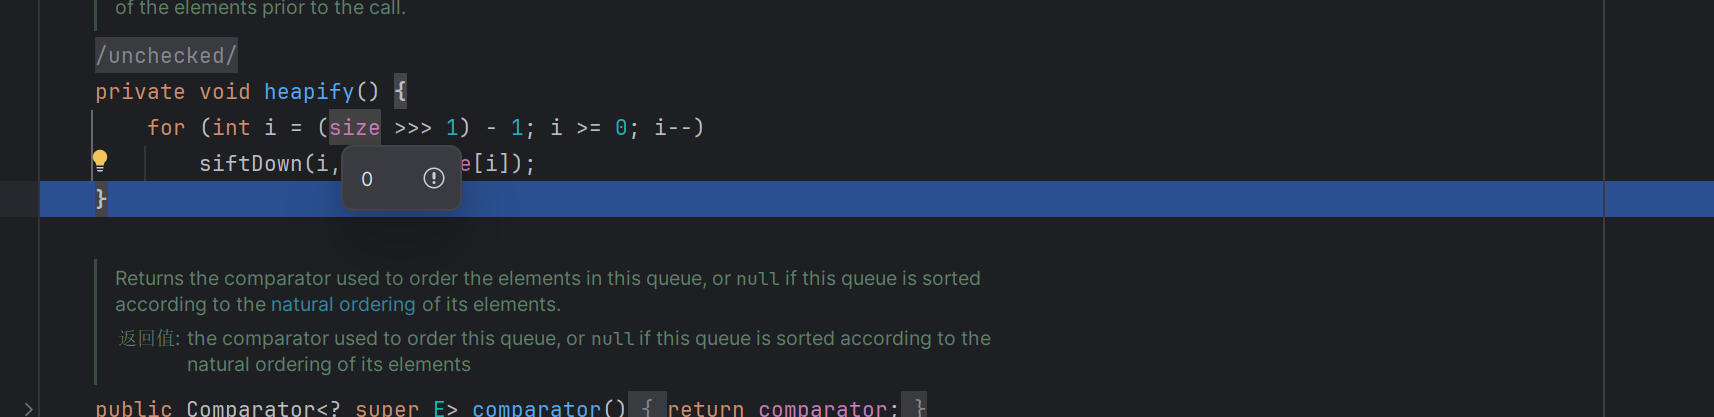 of the elements prior to the call.
/unchecked/
private void heapify() {
for (int i = (size >>> 1) - 1; i >= 0; i--)
siftDown(i, e[i]);
0
}
Returns the comparator used to order the elements in this queue, or null if this queue is sorted
according to the natural ordering of its elements.
返回值: the comparator used to order this queue, or null if this queue is sorted according to the
natural ordering of its elements
public Comparator<? super E> comparator() { return comparator; }